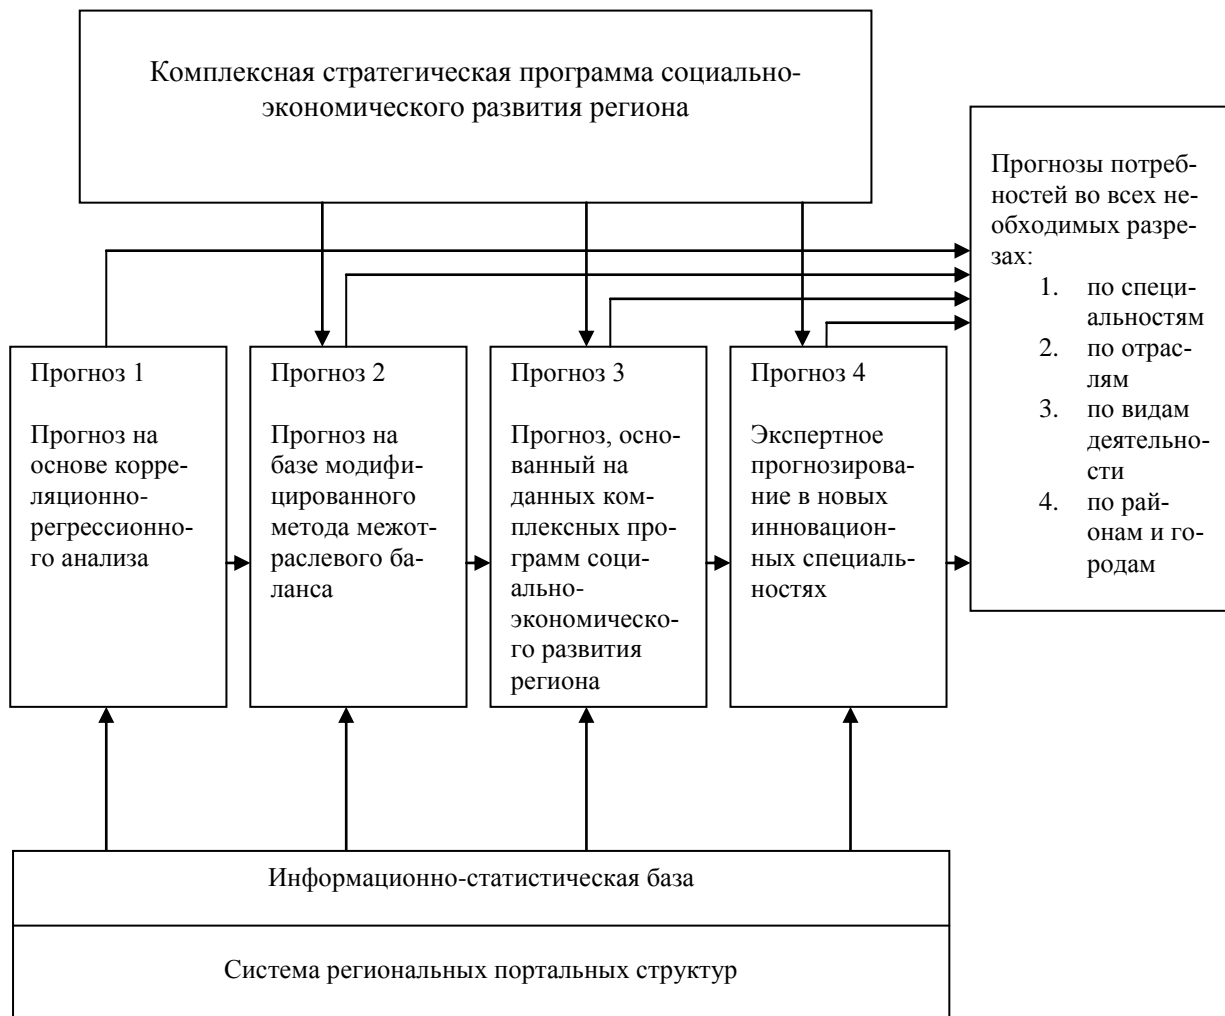 Комплексная стратегическая программа социально-
экономического развития региона
Прогнозы потреб-
ностей во всех не-
обходимых разре-
зах:
1. по специ-
альностям
2. по отрас-
лям
3. по видам
деятельно-
сти
4. по рай-
онам и го-
родам
Прогноз 1
Прогноз на
основе корре-
ляционно-
регрессионно-
го анализа
Прогноз 2
Прогноз на
базе модифи-
цированного
метода межот-
раслевого ба-
ланса
Прогноз 3
Прогноз, осно-
ванный на
данных ком-
плексных про-
грамм соци-
ально-
экономическо-
го развития
региона
Прогноз 4
Экспертное
прогнозирова-
ние в новых
инновацион-
ных специаль-
ностях
Информационно-статистическая база
Система региональных портальных структур